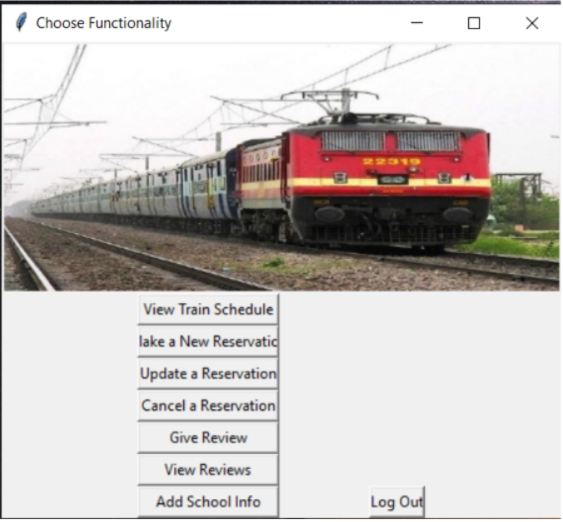 Choose Functionality
22319
View Train Schedule
lake a New Reservatic
Update a Reservation
Cancel a Reservation
Give Review
View Reviews
Add School Info
Log Out